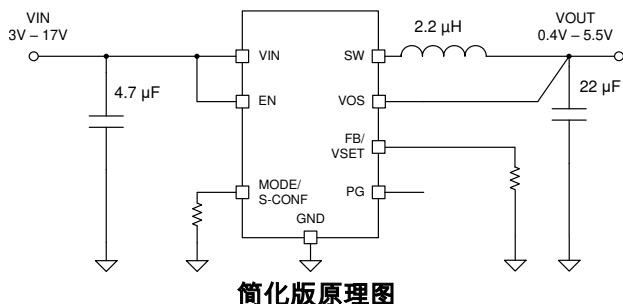 VIN
3V – 17V
4.7 µF
VIN
EN
MODE/
S-CONF
GND
SW
VOS
FB/
VSET
PG
2.2 µH
VOUT
0.4V – 5.5V
22 µF
简化版原理图